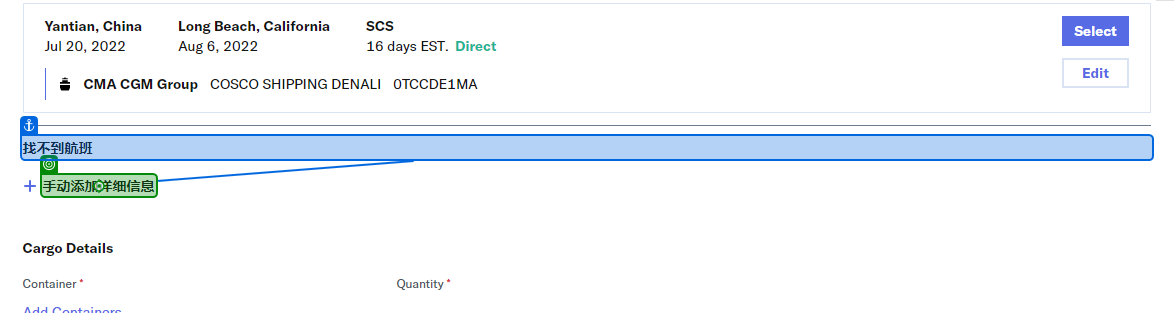 Yantian, China Long Beach, California SCS
Jul 20, 2022 Aug 6, 2022 16 days EST. Direct
Select
Edit
CMA CGM Group COSCO SHIPPING DENALI 0TCCDE1MA
找不到航班
+ 手动添加详细信息
Cargo Details
Container * Quantity *
Add Containers